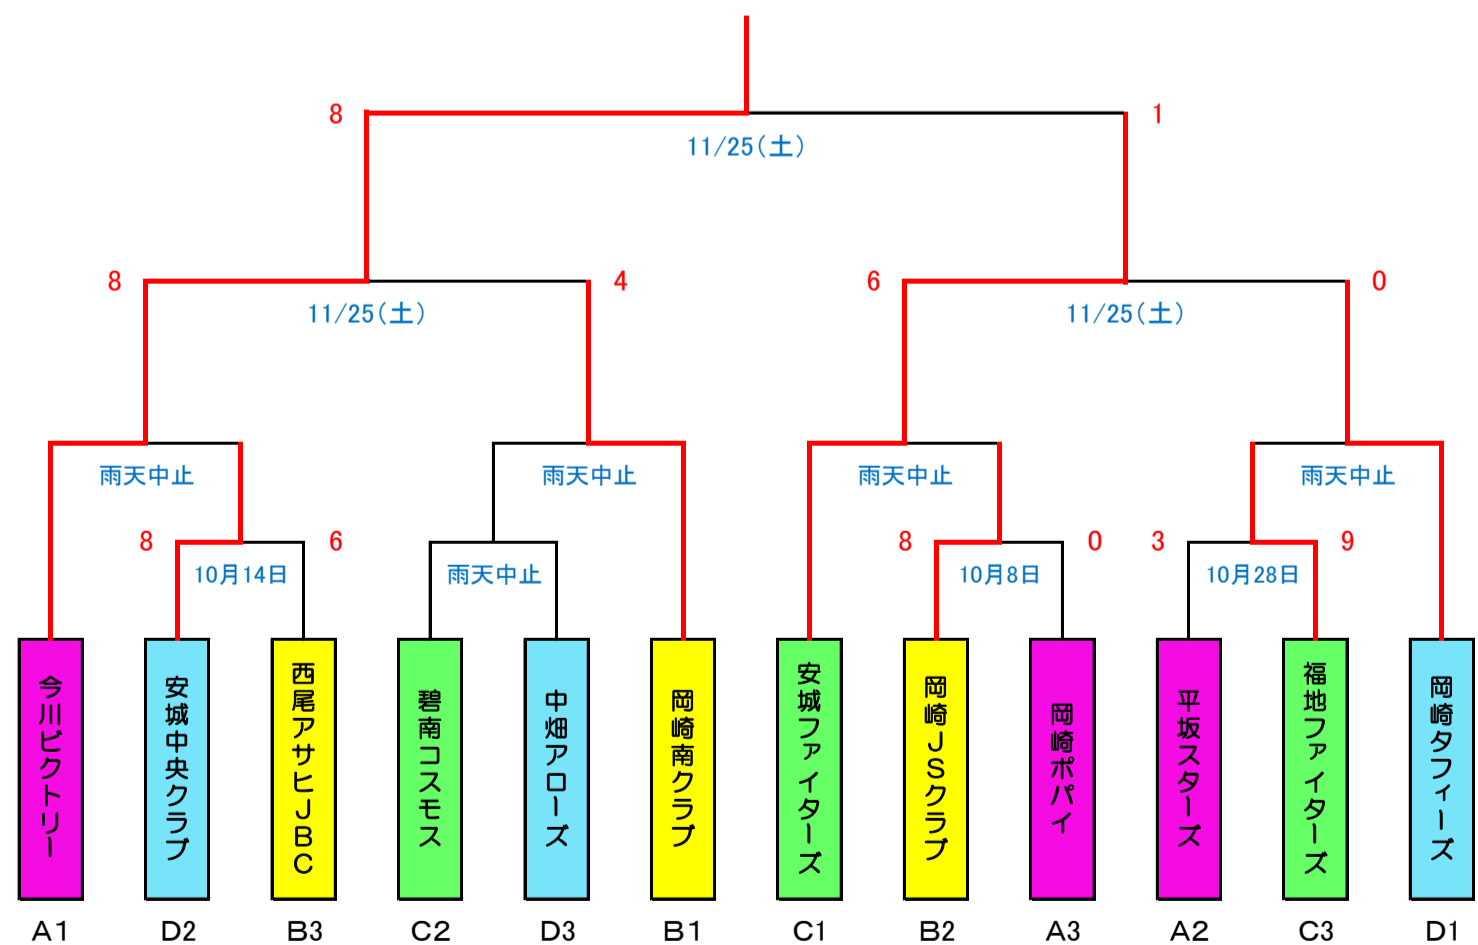 8
1
11/25(土)
8
4
6
0
11/25(土)
11/25(土)
雨天中止
雨天中止
雨天中止
雨天中止
8
6
8
0
3
9
10月14日
雨天中止
10月8日
10月28日
今川ビクトリー
安城中央クラブ
西尾アサヒJBC
碧南コスモス
中畑アローズ
岡崎南クラブ
安城ファイターズ
岡崎JSクラブ
岡崎ポパイ
平坂スターズ
福地ファイターズ
岡崎タフィーズ
A1
D2
B3
C2
D3
B1
C1
B2
A3
A2
C3
D1